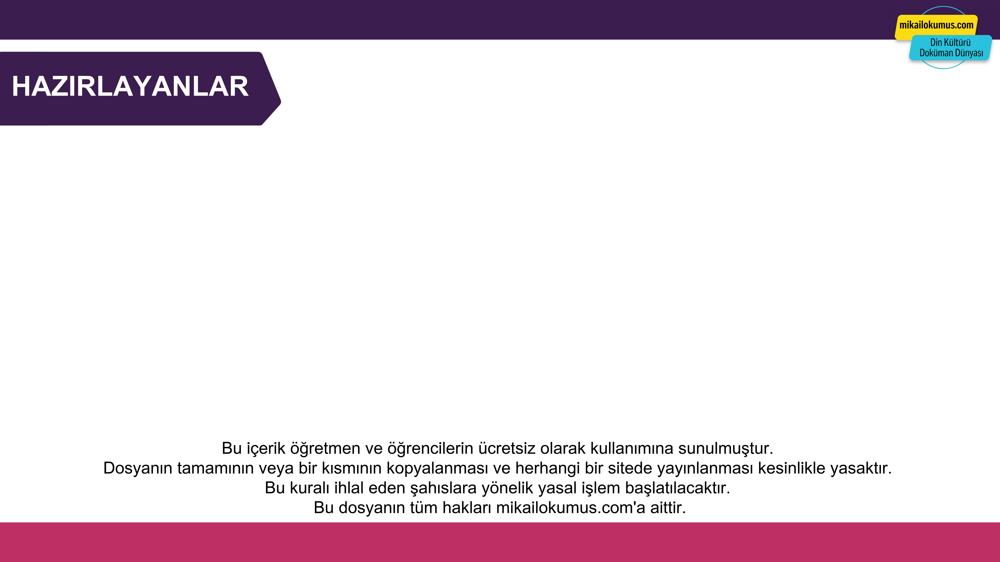 mikailokumus.com
Din Kültürü
Doküman Dünyası
HAZIRLAYANLAR
Bu içerik öğretmen ve öğrencilerin ücretsiz olarak kullanımına sunulmuştur.
Dosyanın tamamının veya bir kısmının kopyalanması ve herhangi bir sitede yayınlanması kesinlikle yasaktır.
Bu kuralı ihlal eden şahıslara yönelik yasal işlem başlatılacaktır.
Bu dosyanın tüm hakları mikailokumus.com'a aittir.